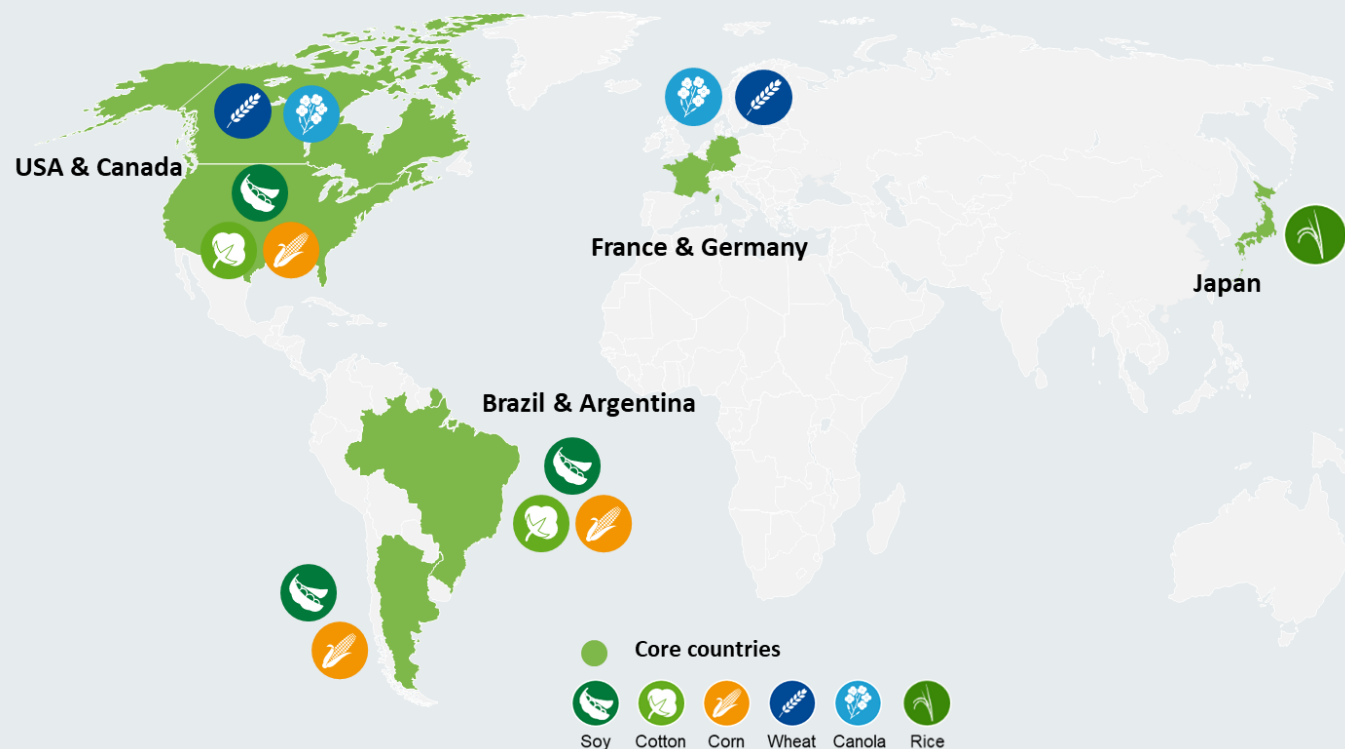 USA & Canada
France & Germany
Japan
Brazil & Argentina
Core countries
Soy Cotton Corn Wheat Canola Rice